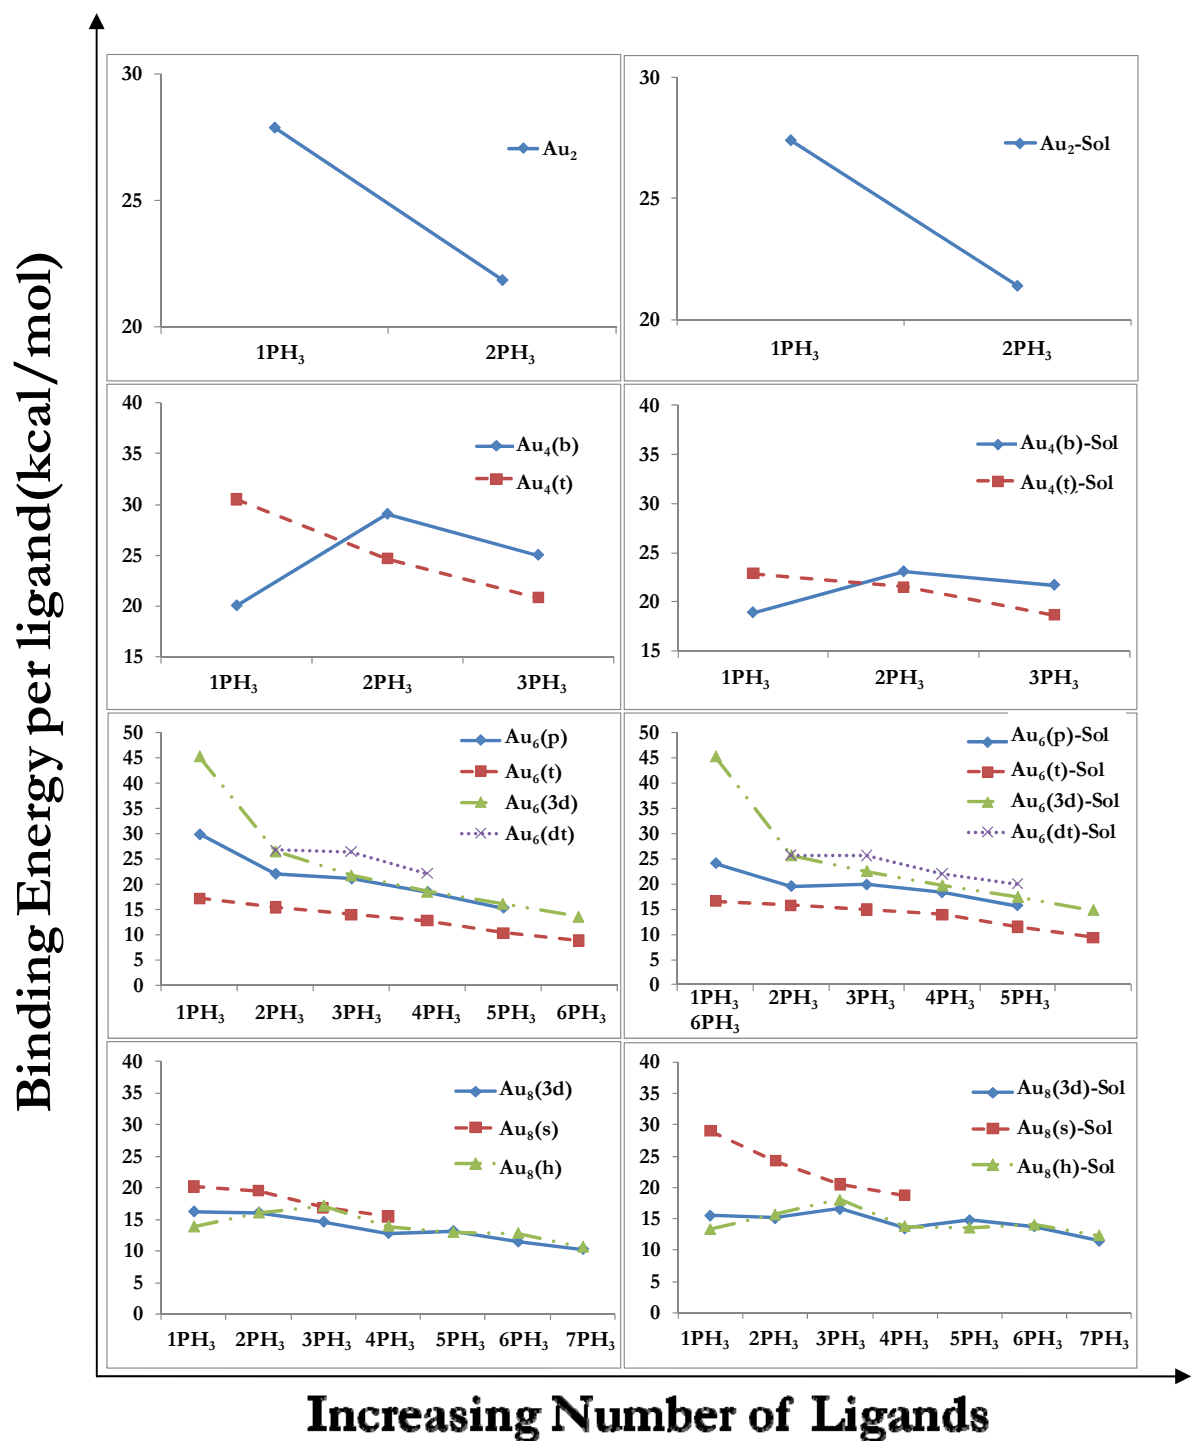 Binding Energy per ligand(kcal/mol)
30
25
20
1PH₃ 2PH₃
Au₂
30
25
20
1PH₃ 2PH₃
Au₂-Sol
40
35
30
25
20
15
1PH₃ 2PH₃ 3PH₃
Au₄(b)
Au₄(t)
40
35
30
25
20
15
1PH₃ 2PH₃ 3PH₃
Au₄(b)-Sol
Au₄(t)-Sol
50
45
40
35
30
25
20
15
10
5
0
1PH₃ 2PH₃ 3PH₃ 4PH₃ 5PH₃ 6PH₃
Au₆(p)
Au₆(t)
Au₆(3d)
Au₆(dt)
50
45
40
35
30
25
20
15
10
5
0
1PH₃ 2PH₃ 3PH₃ 4PH₃ 5PH₃
6PH₃
Au₆(p)-Sol
Au₆(t)-Sol
Au₆(3d)-Sol
Au₆(dt)-Sol
40
35
30
25
20
15
10
5
0
1PH₃ 2PH₃ 3PH₃ 4PH₃ 5PH₃ 6PH₃ 7PH₃
Au₈(3d)
Au₈(s)
Au₈(h)
40
35
30
25
20
15
10
5
0
1PH₃ 2PH₃ 3PH₃ 4PH₃ 5PH₃ 6PH₃ 7PH₃
Au₈(3d)-Sol
Au₈(s)-Sol
Au₈(h)-Sol
Increasing Number of Ligands